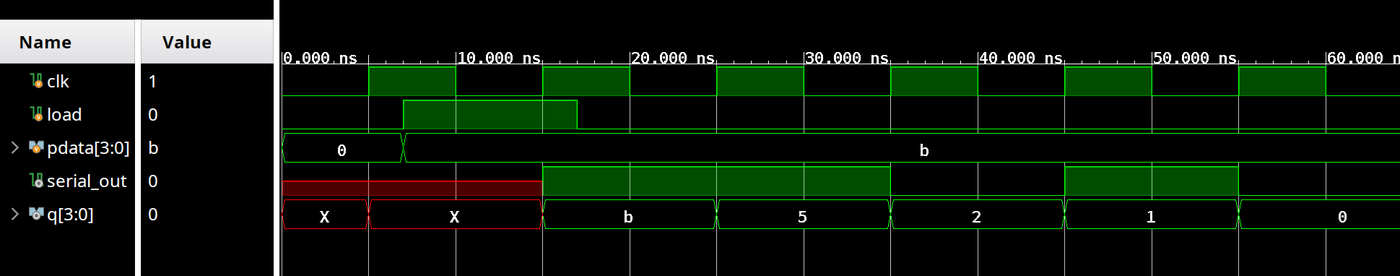 Name Value
0.000 ns 10.000 ns 20.000 ns 30.000 ns 40.000 ns 50.000 ns 60.000 n
clk 1
load 0
pdata[3:0] b 0 b
serial_out 0
q[3:0] 0 X X b 5 2 1 0